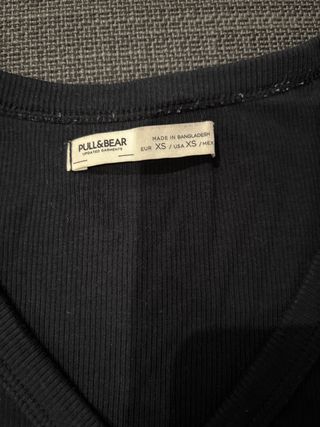 PULL&BEAR
UPDATED GARMENTS
MADE IN BANGLADESH
EUR XS / USA XS / MEX